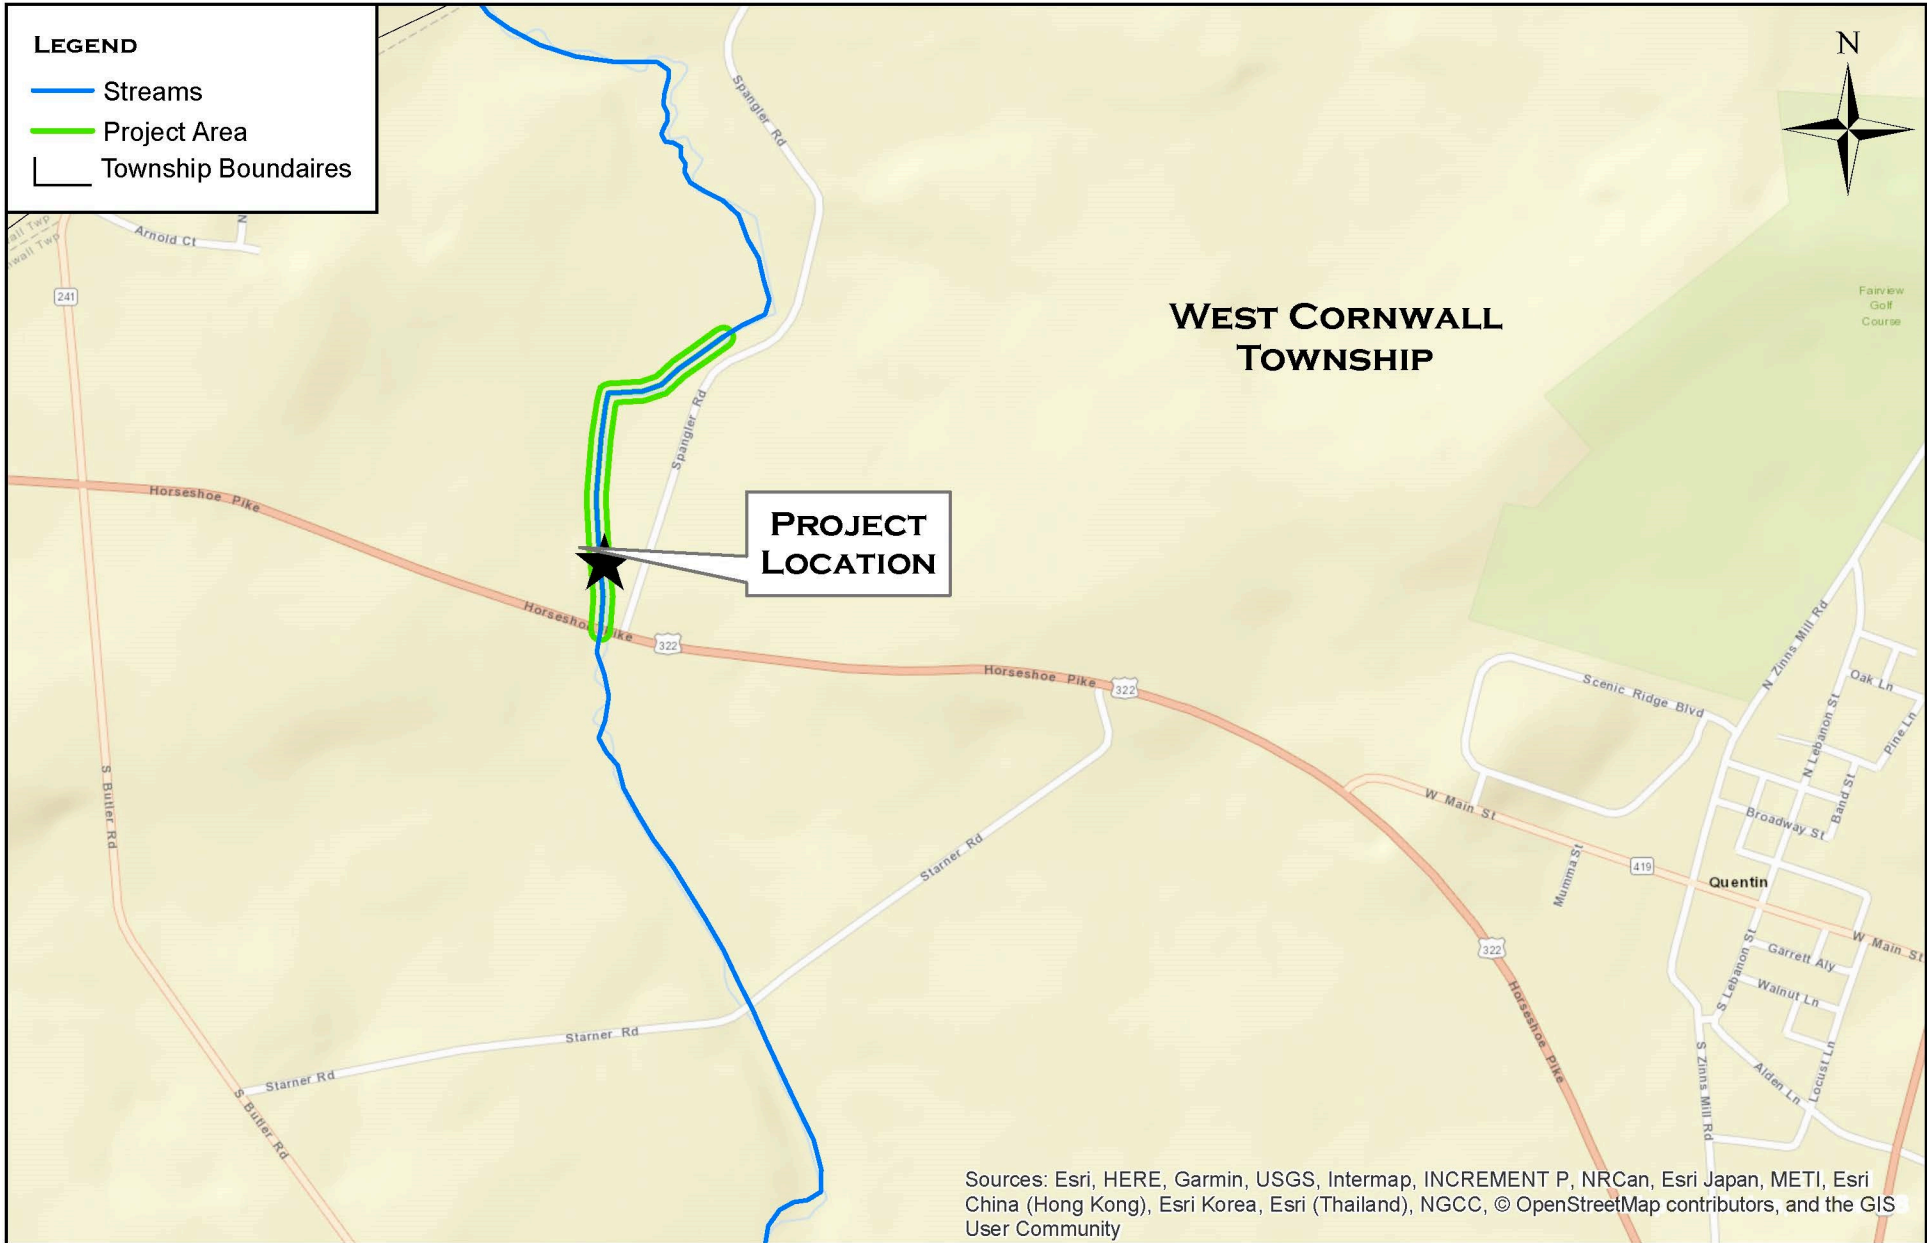 LEGEND
Streams
Project Area
Township Boundaires
N
Spangler Rd
Arnold Ct
N
all Twp
nwall Twp
241
WEST CORNWALL
TOWNSHIP
Fairview
Golf
Course
Spangler Rd
Horseshoe Pike
PROJECT
LOCATION
Horseshoe Pike
322
Horseshoe Pike
322
N Zinns Mill Rd
Scenic Ridge Blvd
Oak Ln
Pine Ln
N Lebanon St
Band St
Broadway St
S Butler Rd
W Main St
Starner Rd
Mumma St
419
Quentin
W Main St
322
Garrett Aly
S Lebanon St
Walnut Ln
Horseshoe Pike
Starner Rd
Starner Rd
S Butler Rd
S Zinns Mill Rd
Alden Ln
Locust Ln
Sources: Esri, HERE, Garmin, USGS, Intermap, INCREMENT P, NRCan, Esri Japan, METI, Esri
China (Hong Kong), Esri Korea, Esri (Thailand), NGCC, © OpenStreetMap contributors, and the GIS
User Community